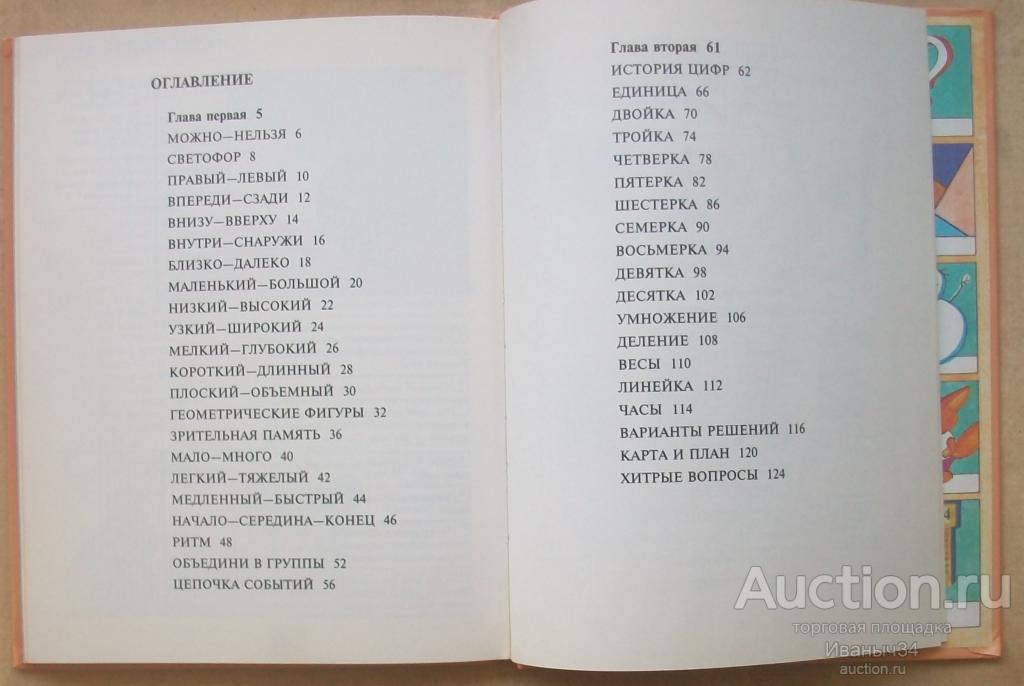 ОГЛАВЛЕНИЕ
Глава первая 5
МОЖНО—НЕЛЬЗЯ 6
СВЕТОФОР 8
ПРАВЫЙ—ЛЕВЫЙ 10
ВПЕРЕДИ—СЗАДИ 12
ВНИЗУ—ВВЕРХУ 14
ВНУТРИ—СНАРУЖИ 16
БЛИЗКО—ДАЛЕКО 18
МАЛЕНЬКИЙ—БОЛЬШОЙ 20
НИЗКИЙ—ВЫСОКИЙ 22
УЗКИЙ—ШИРОКИЙ 24
МЕЛКИЙ—ГЛУБОКИЙ 26
КОРОТКИЙ—ДЛИННЫЙ 28
ПЛОСКИЙ—ОБЪЕМНЫЙ 30
ГЕОМЕТРИЧЕСКИЕ ФИГУРЫ 32
ЗРИТЕЛЬНАЯ ПАМЯТЬ 36
МАЛО—МНОГО 40
ЛЕГКИЙ—ТЯЖЕЛЫЙ 42
МЕДЛЕННЫЙ—БЫСТРЫЙ 44
НАЧАЛО—СЕРЕДИНА—КОНЕЦ 46
РИТМ 48
ОБЪЕДИНИ В ГРУППЫ 52
ЦЕПОЧКА СОБЫТИЙ 56
Глава вторая 61
ИСТОРИЯ ЦИФР 62
ЕДИНИЦА 66
ДВОЙКА 70
ТРОЙКА 74
ЧЕТВЕРКА 78
ПЯТЕРКА 82
ШЕСТЕРКА 86
СЕМЕРКА 90
ВОСЬМЕРКА 94
ДЕВЯТКА 98
ДЕСЯТКА 102
УМНОЖЕНИЕ 106
ДЕЛЕНИЕ 108
ВЕСЫ 110
ЛИНЕЙКА 112
ЧАСЫ 114
ВАРИАНТЫ РЕШЕНИЙ 116
КАРТА И ПЛАН 120
ХИТРЫЕ ВОПРОСЫ 124
4
Auction.ru
торговая площадка
Иваныч34
auction.ru